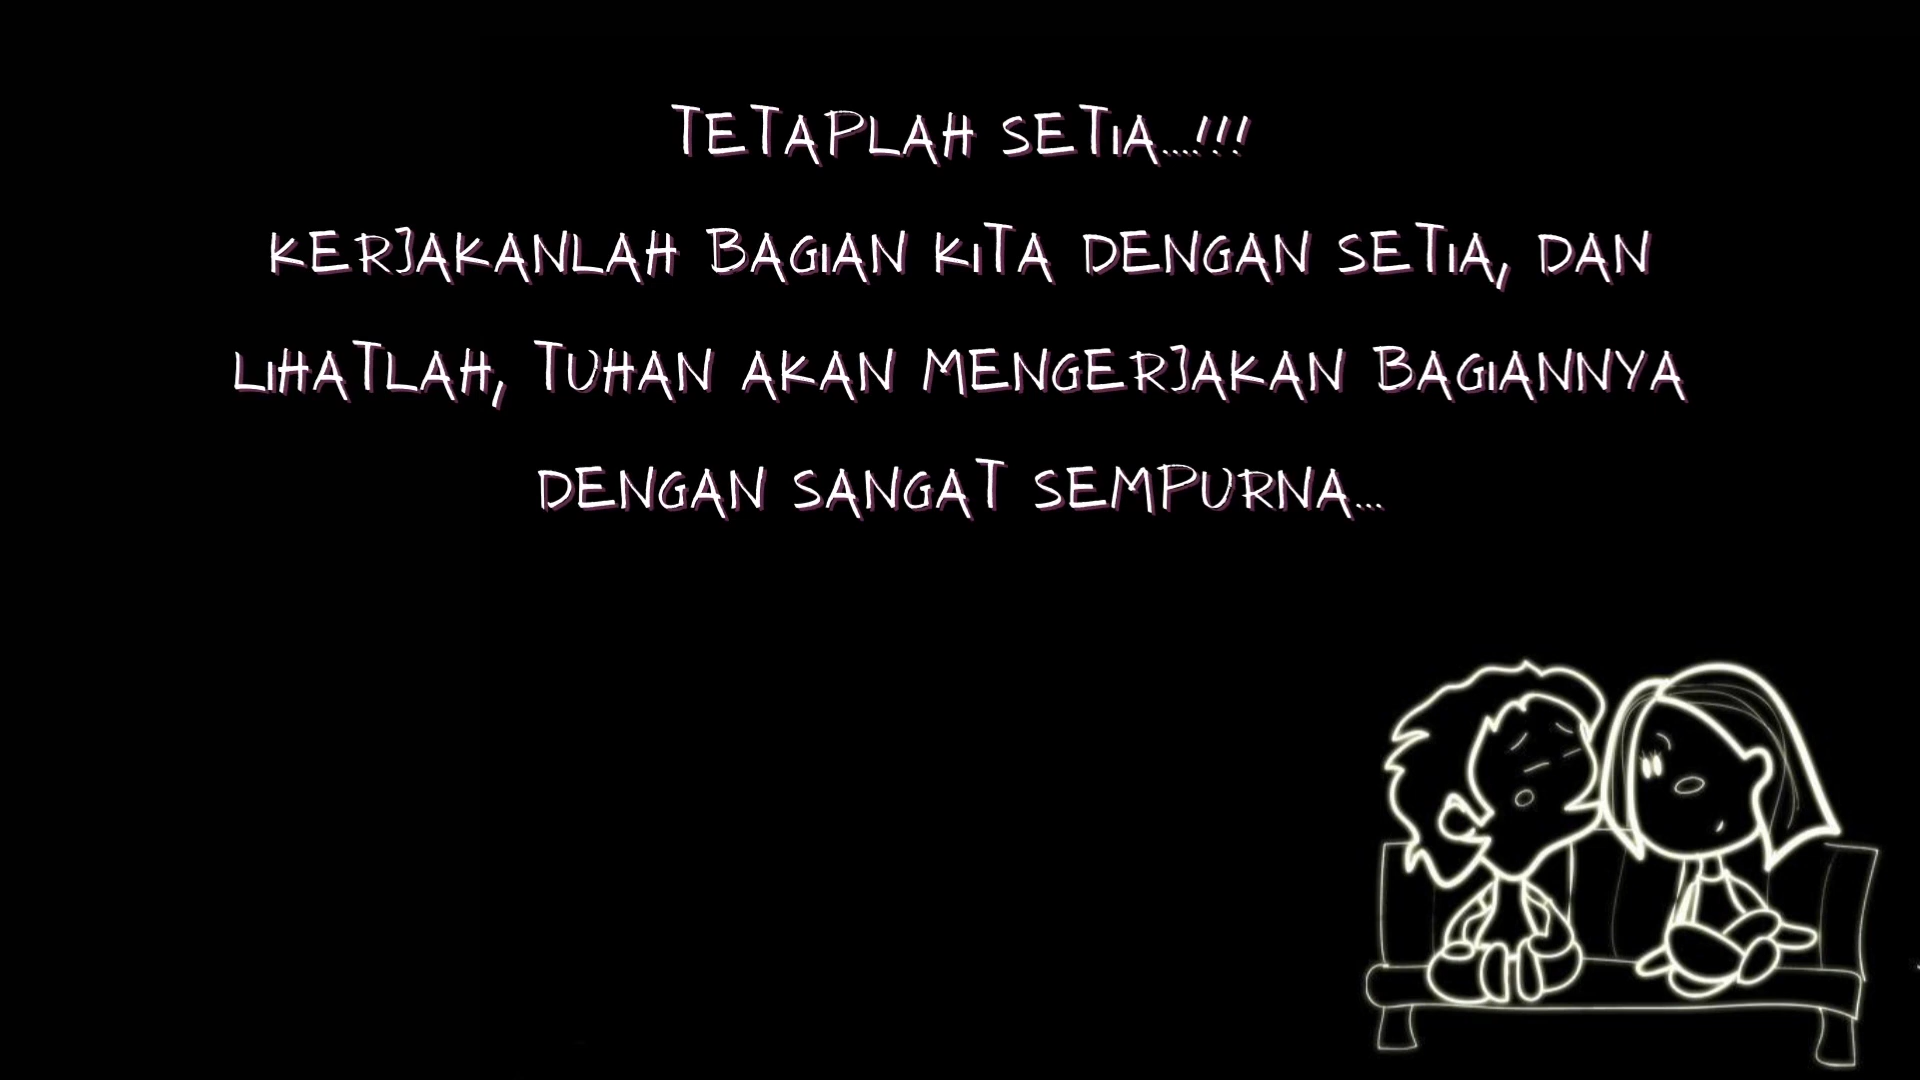 TETAPLAH SETIA....!!!
KERJAKANLAH BAGIAN KITA DENGAN SETIA, DAN
LIHATLAH, TUHAN AKAN MENGERJAKAN BAGIANNYA
DENGAN SANGAT SEMPURNA...